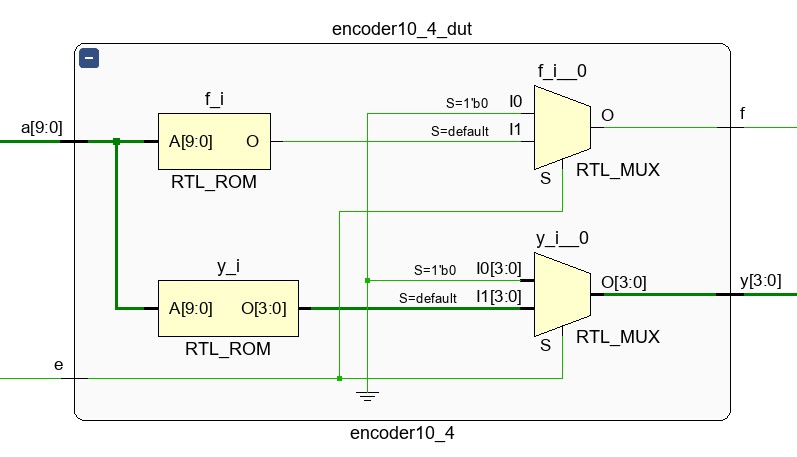 encoder10_4_dut
f_i__0
f_i
S=1'b0 I0
a[9:0]
A[9:0] O
S=default I1
O
f
RTL_ROM
S
RTL_MUX
y_i__0
y_i
S=1'b0 I0[3:0]
A[9:0] O[3:0]
S=default I1[3:0]
O[3:0]
y[3:0]
RTL_ROM
S
RTL_MUX
e
encoder10_4